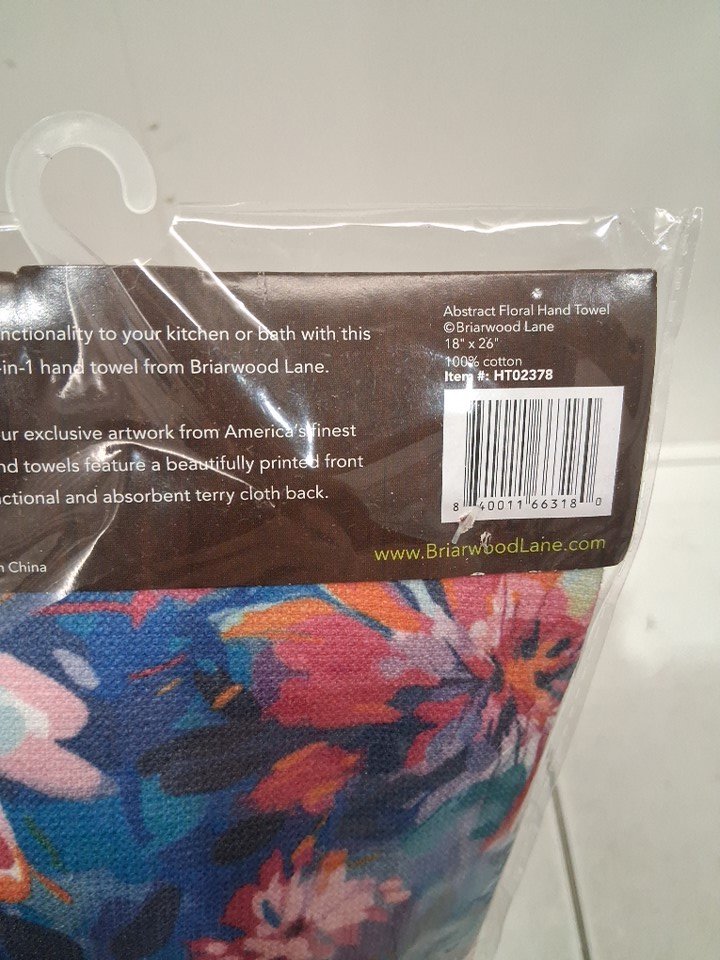 Abstract Floral Hand Towel
©Briarwood Lane
18" x 26"
100% cotton
Item #: HT02378
nctionality to your kitchen or bath with this
-in-1 hand towel from Briarwood Lane.
ur exclusive artwork from America's finest
nd towels feature a beautifully printed front
ctional and absorbent terry cloth back.
8 40011 66318 0
www.BriarwoodLane.com
n China